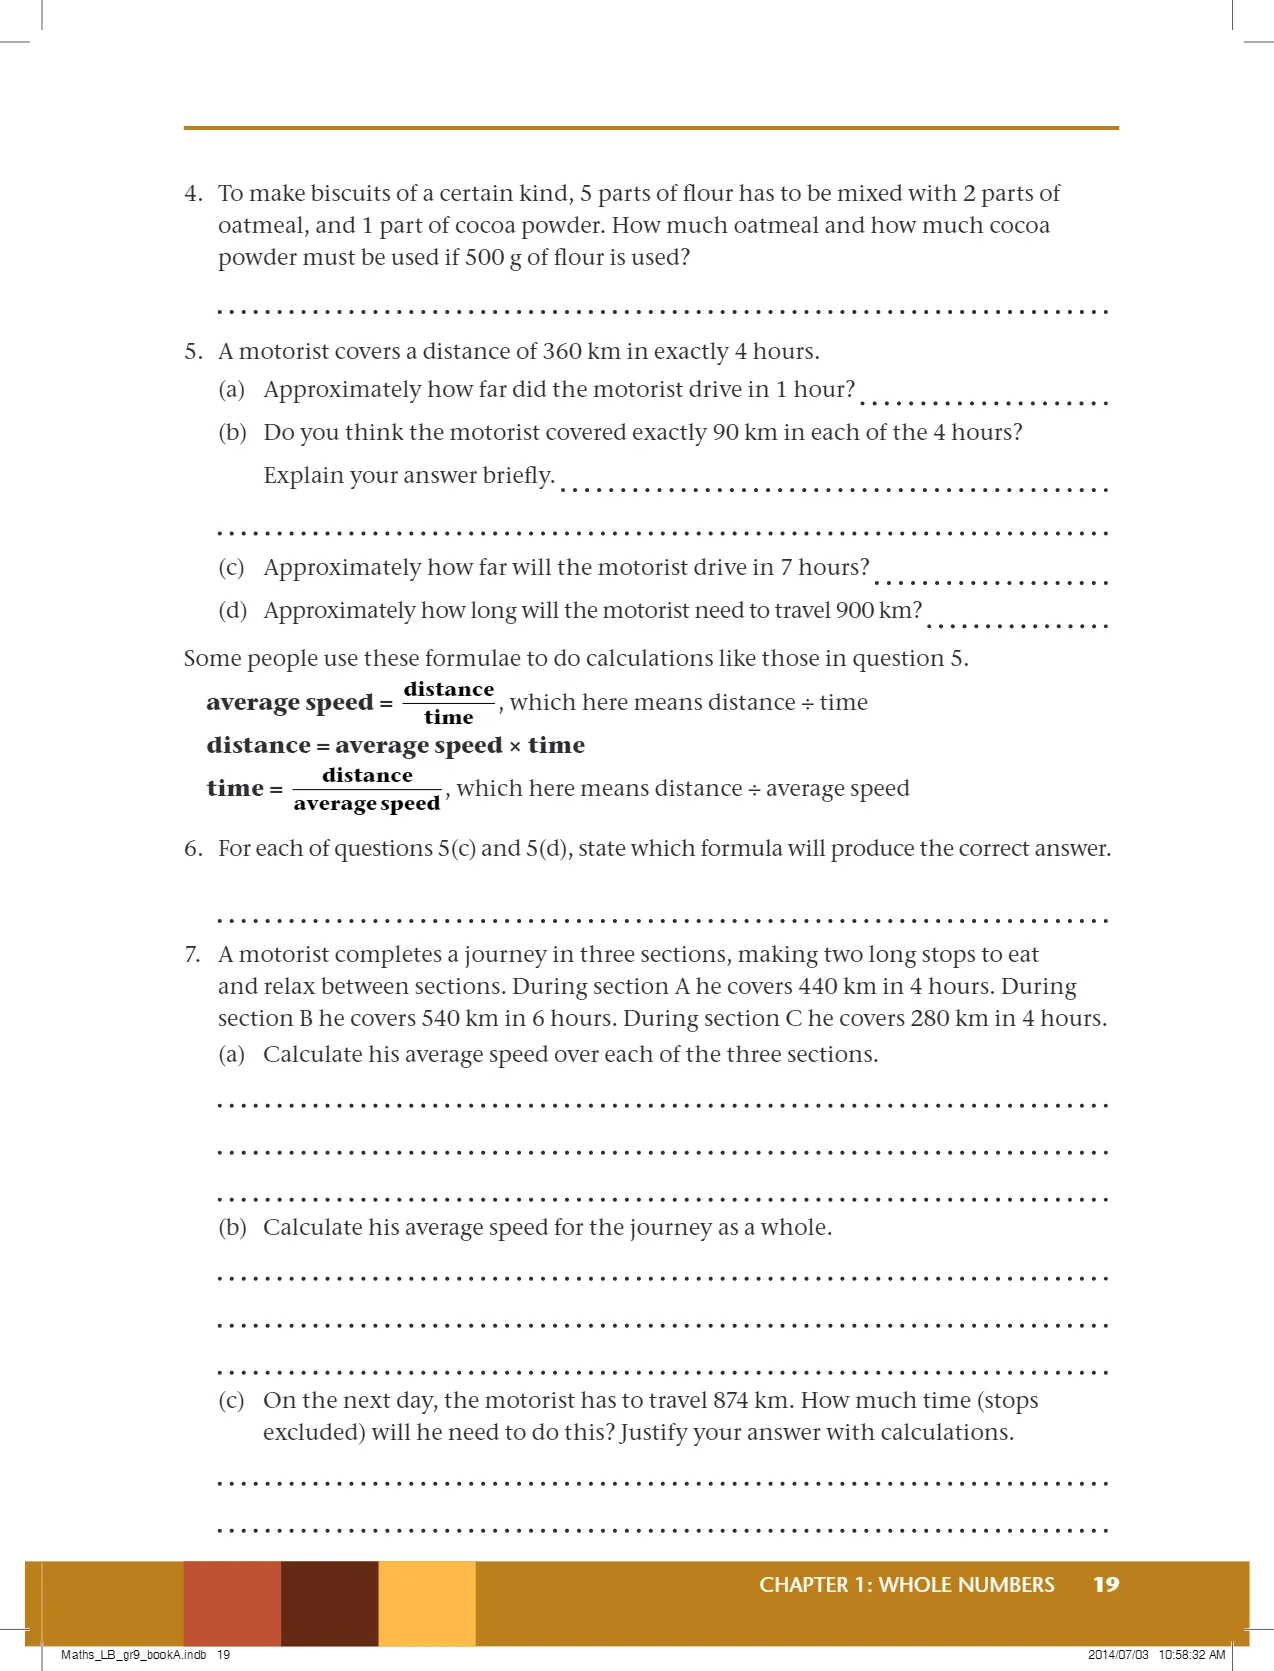 4. To make biscuits of a certain kind, 5 parts of flour has to be mixed with 2 parts of
oatmeal, and 1 part of cocoa powder. How much oatmeal and how much cocoa
powder must be used if 500 g of flour is used?
5. A motorist covers a distance of 360 km in exactly 4 hours.
(a) Approximately how far did the motorist drive in 1 hour?
(b) Do you think the motorist covered exactly 90 km in each of the 4 hours?
Explain your answer briefly.
(c) Approximately how far will the motorist drive in 7 hours?
(d) Approximately how long will the motorist need to travel 900 km?
Some people use these formulae to do calculations like those in question 5.
average speed = distance/time, which here means distance ÷ time
distance = average speed × time
time = distance/average speed, which here means distance ÷ average speed
6. For each of questions 5(c) and 5(d), state which formula will produce the correct answer.
7. A motorist completes a journey in three sections, making two long stops to eat
and relax between sections. During section A he covers 440 km in 4 hours. During
section B he covers 540 km in 6 hours. During section C he covers 280 km in 4 hours.
(a) Calculate his average speed over each of the three sections.
(b) Calculate his average speed for the journey as a whole.
(c) On the next day, the motorist has to travel 874 km. How much time (stops
excluded) will he need to do this? Justify your answer with calculations.
CHAPTER 1: WHOLE NUMBERS 19
Maths_LB_gr9_bookA.indb 19 2014/07/03 10:58:32 AM